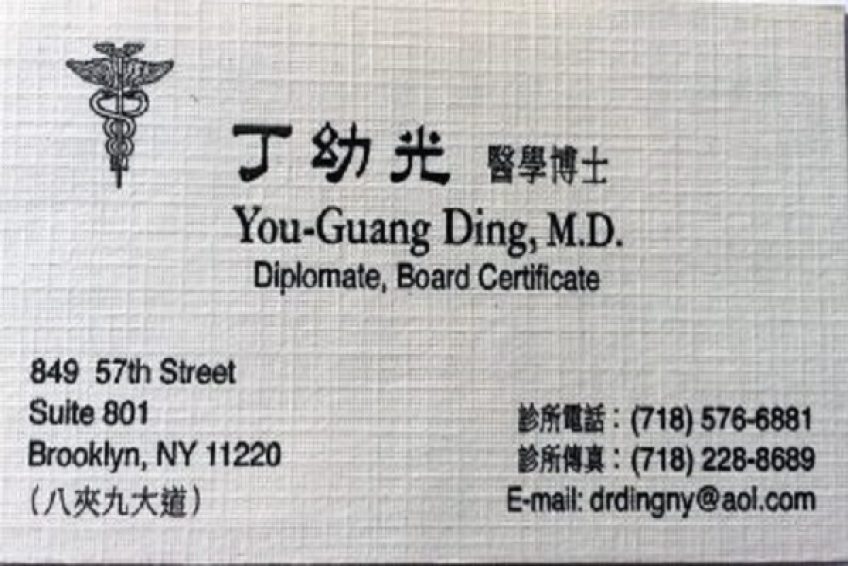 丁幼光 醫學博士
You-Guang Ding, M.D.
Diplomate, Board Certificate
849 57th Street
Suite 801
Brooklyn, NY 11220
(八夾九大道)
診所電話：(718) 576-6881
診所傳真：(718) 228-8689
E-mail: drdingny@aol.com